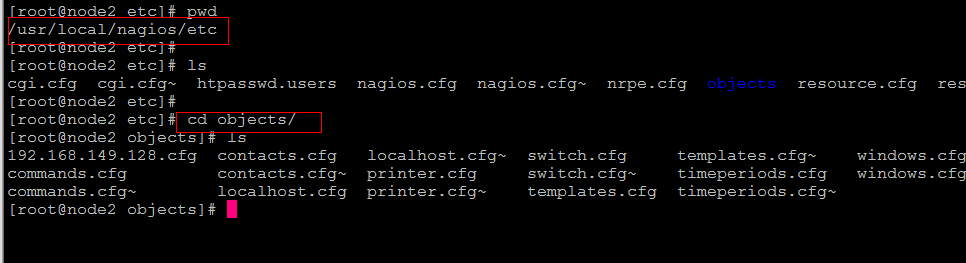 [root@node2 etc]# pwd
/usr/local/nagios/etc
[root@node2 etc]#
[root@node2 etc]# ls
cgi.cfg  cgi.cfg~  htpasswd.users  nagios.cfg  nagios.cfg~  nrpe.cfg  objects  resource.cfg  res
[root@node2 etc]#
[root@node2 etc]# cd objects/
[root@node2 objects]# ls
192.168.149.128.cfg  contacts.cfg   localhost.cfg~  switch.cfg     templates.cfg~    windows.cfg
commands.cfg         contacts.cfg~  printer.cfg     switch.cfg~    timeperiods.cfg   windows.cfg
commands.cfg~        localhost.cfg  printer.cfg~    templates.cfg  timeperiods.cfg~
[root@node2 objects]#